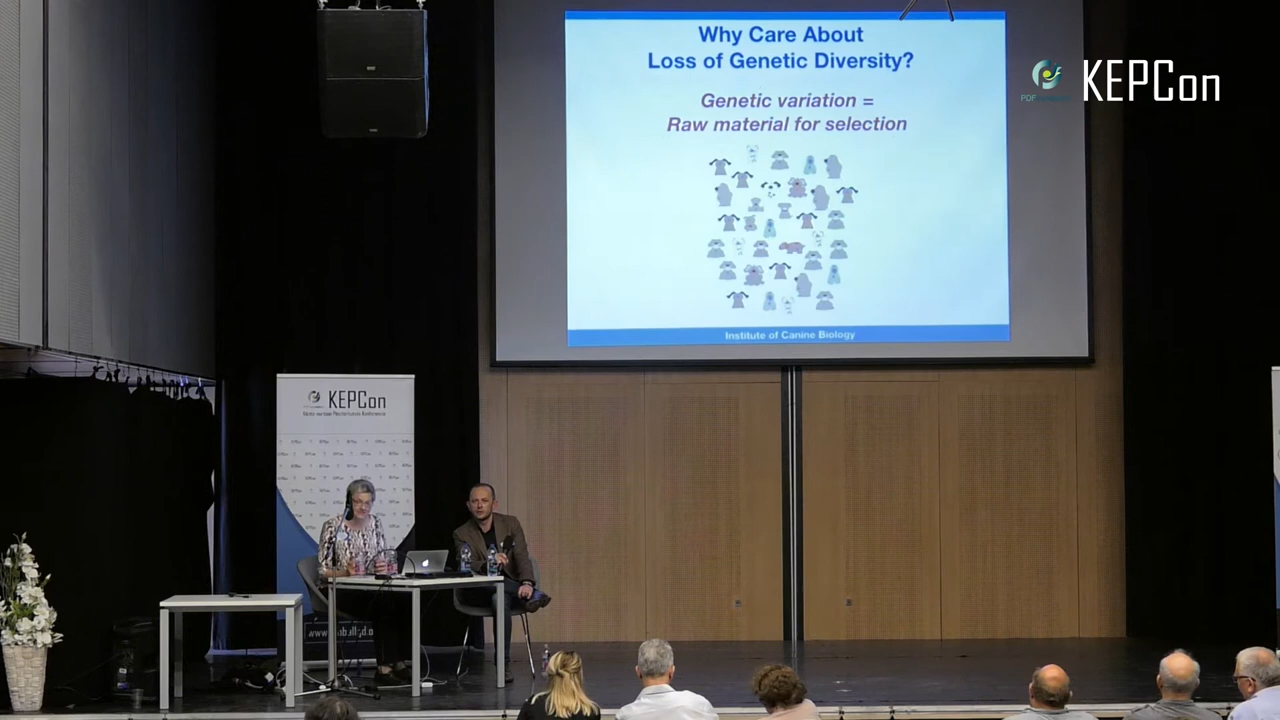 Why Care About
Loss of Genetic Diversity?
Genetic variation =
Raw material for selection
Institute of Canine Biology
KEPCon
PDF
KEPCon